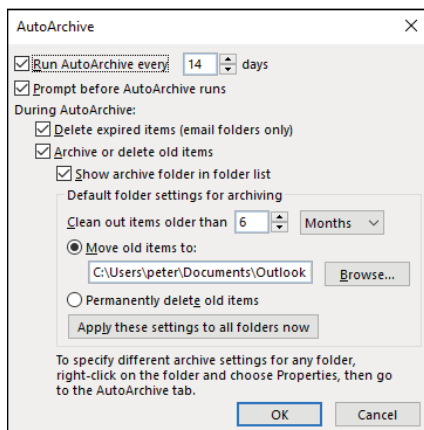 AutoArchive
Run AutoArchive every 14 days
Prompt before AutoArchive runs
During AutoArchive:
Delete expired items (email folders only)
Archive or delete old items
Show archive folder in folder list
Default folder settings for archiving
Clean out items older than 6 Months
Move old items to:
C:\Users\peter\Documents\Outlook Browse...
Permanently delete old items
Apply these settings to all folders now
To specify different archive settings for any folder,
right-click on the folder and choose Properties, then go
to the AutoArchive tab.
OK Cancel